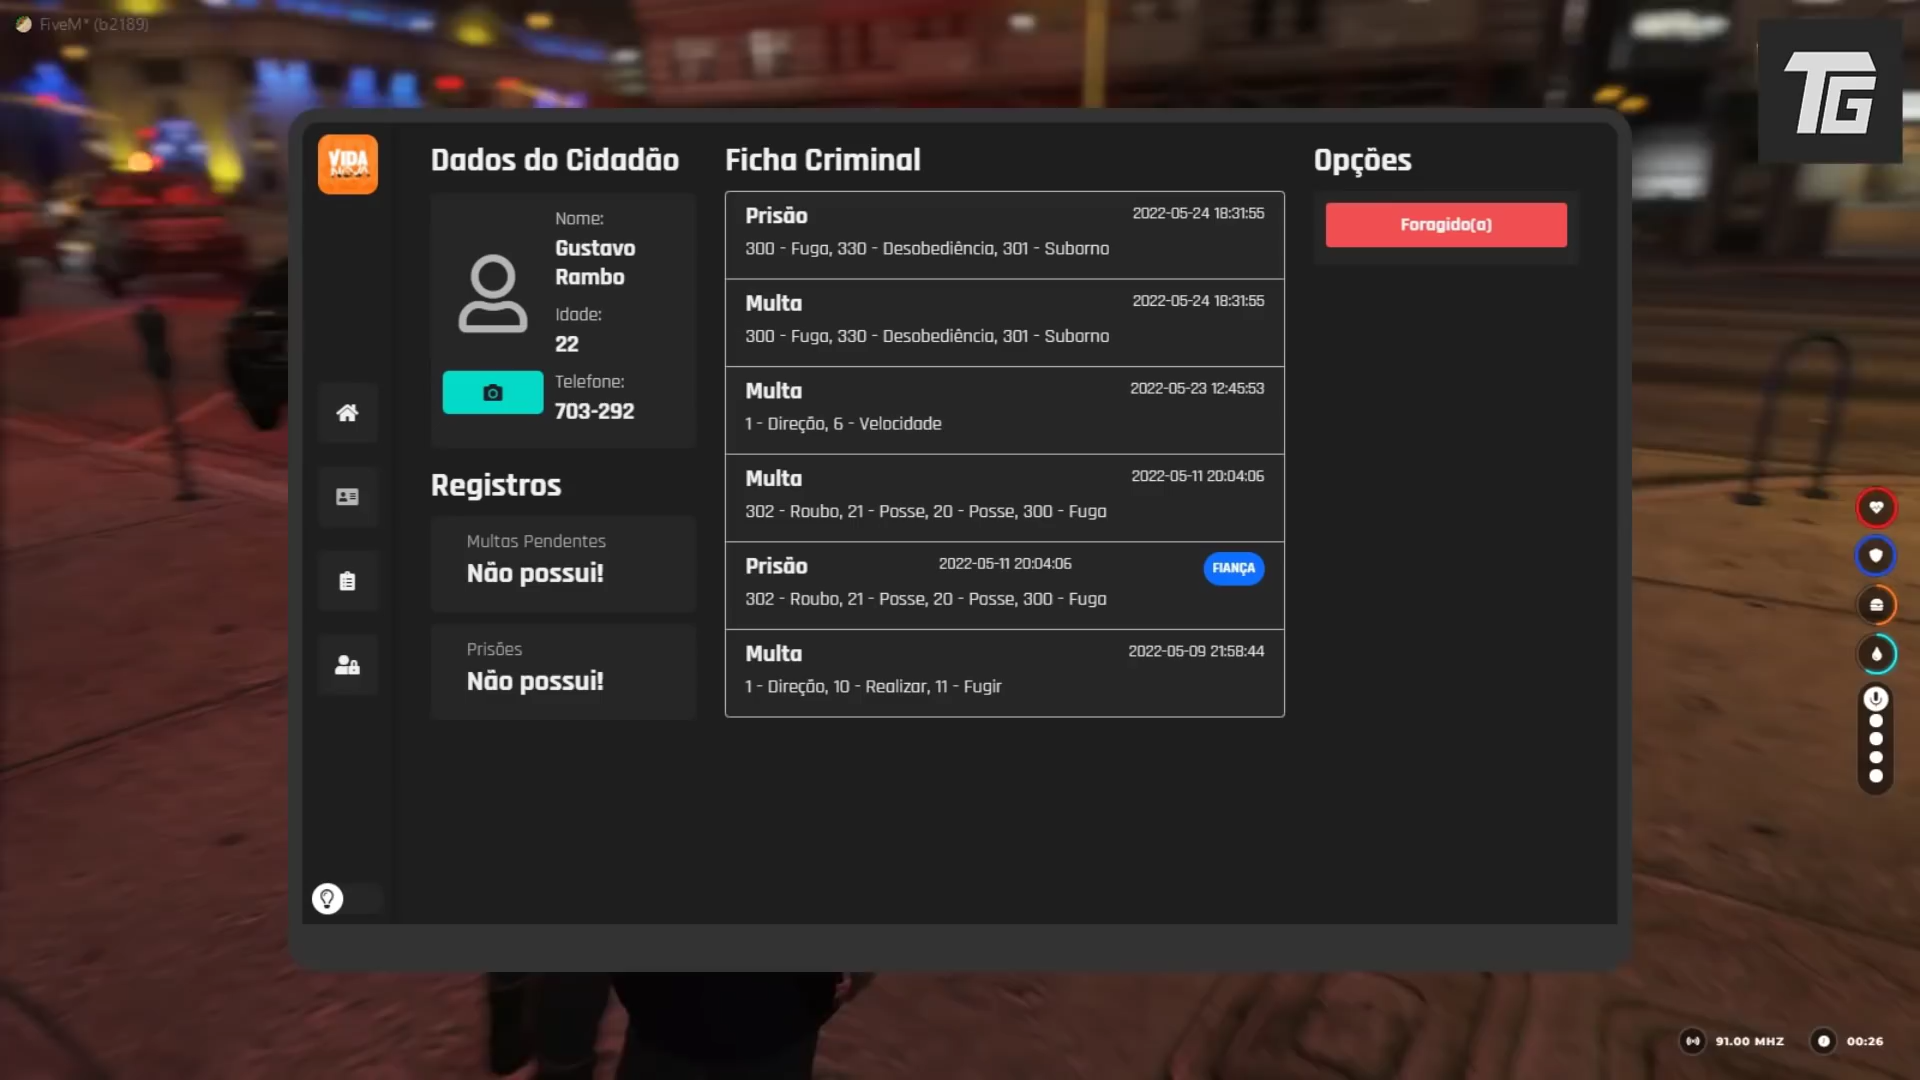 FiveM* (b2189)
TG
VIDA
Dados do Cidadão
Nome:
Gustavo
Rambo
Idade:
22
Telefone:
703-292
Registros
Multas Pendentes
Não possui!
Prisões
Não possui!
Ficha Criminal
Prisão
2022-05-24 18:31:55
300 - Fuga, 330 - Desobediência, 301 - Suborno
Multa
2022-05-24 18:31:55
300 - Fuga, 330 - Desobediência, 301 - Suborno
Multa
2022-05-23 12:45:53
1 - Direção, 6 - Velocidade
Multa
2022-05-11 20:04:06
302 - Roubo, 21 - Posse, 20 - Posse, 300 - Fuga
Prisão
2022-05-11 20:04:06
FIANÇA
302 - Roubo, 21 - Posse, 20 - Posse, 300 - Fuga
Multa
2022-05-09 21:58:44
1 - Direção, 10 - Realizar, 11 - Fugir
Opções
Foragido(a)
91.00 MHZ
00:26